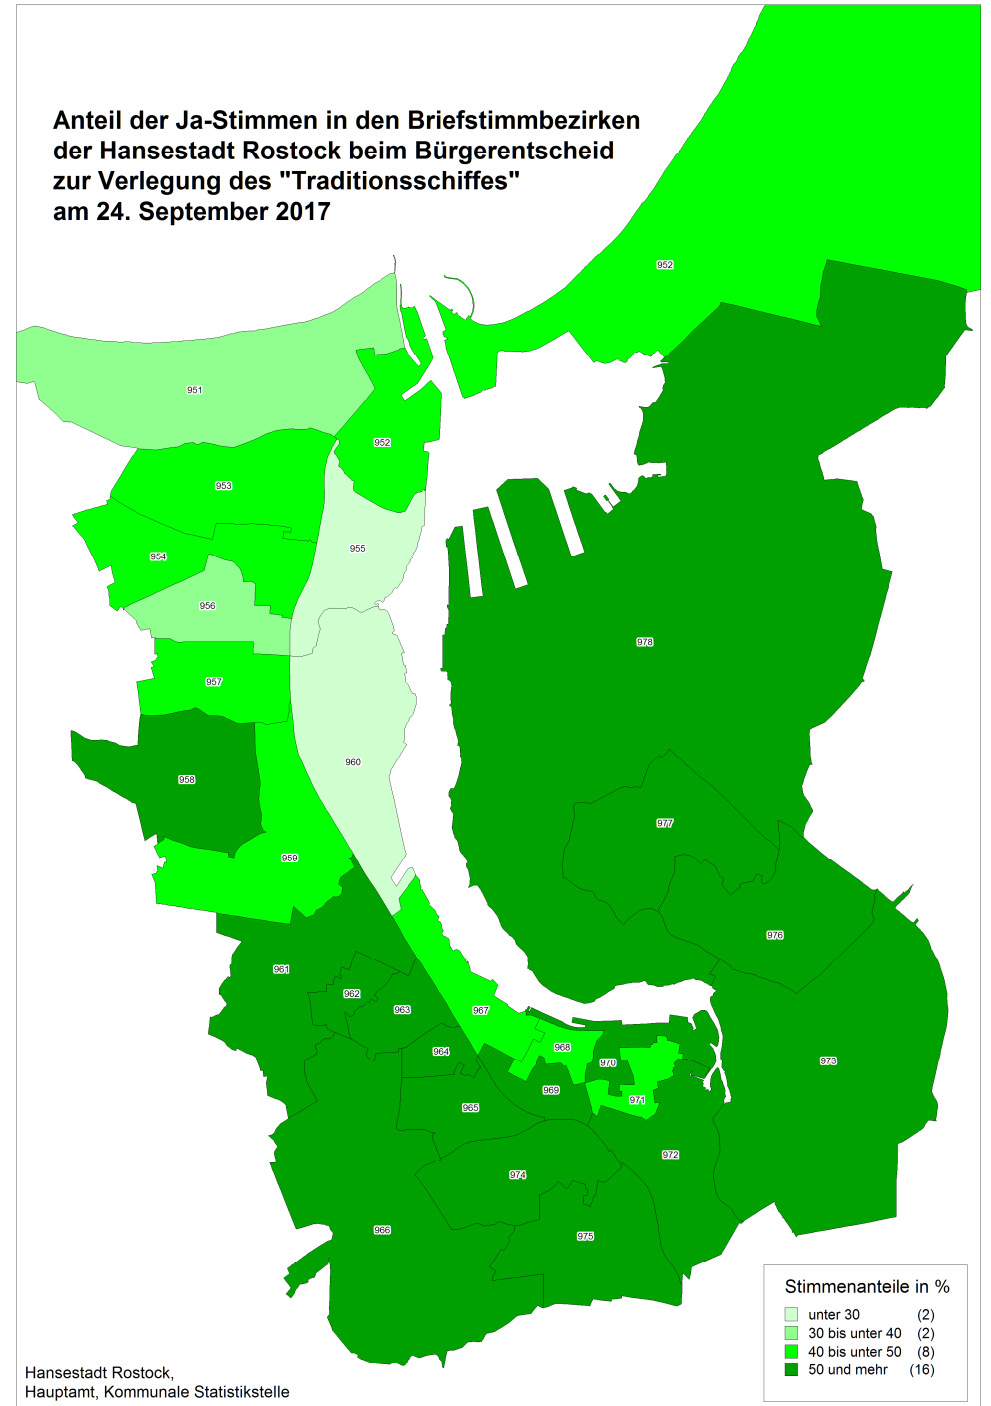 Anteil der Ja-Stimmen in den Briefstimmbezirken
der Hansestadt Rostock beim Bürgerentscheid
zur Verlegung des "Traditionsschiffes"
am 24. September 2017
952
951
952
953
955
954
956
978
957
960
958
977
959
976
961
962
963
967
968
964
970
973
969
971
965
972
974
966
975
Stimmenanteile in %
unter 30 (2)
30 bis unter 40 (2)
40 bis unter 50 (8)
50 und mehr (16)
Hansestadt Rostock,
Hauptamt, Kommunale Statistikstelle